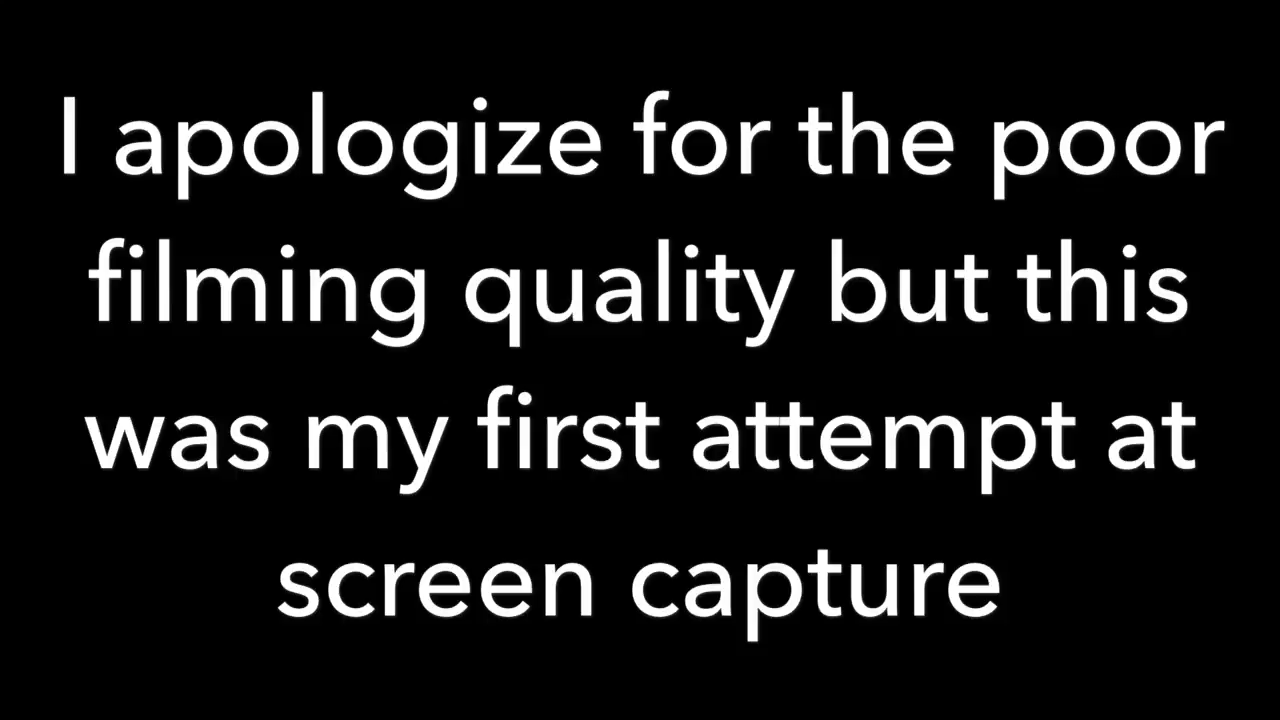 I apologize for the poor
filming quality but this
was my first attempt at
screen capture